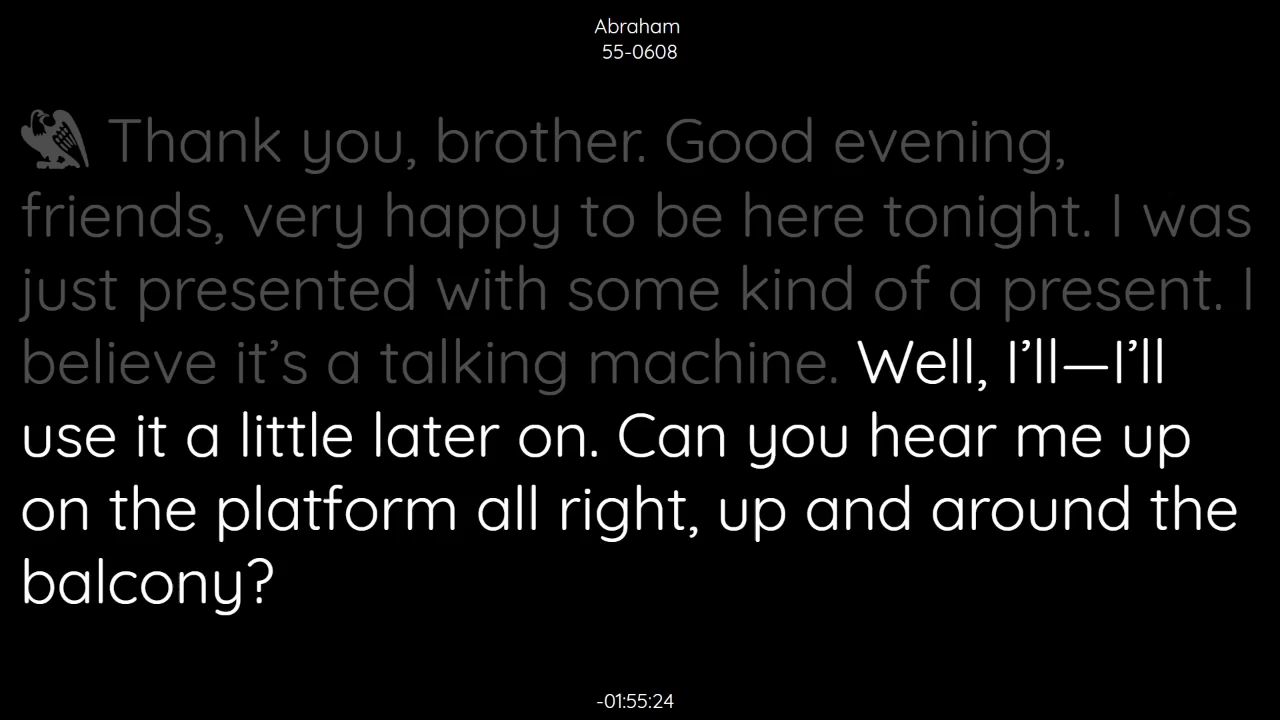 Abraham
55-0608
Thank you, brother. Good evening,
friends, very happy to be here tonight. I was
just presented with some kind of a present. I
believe it’s a talking machine. Well, I’ll—I’ll
use it a little later on. Can you hear me up
on the platform all right, up and around the
balcony?
-01:55:24